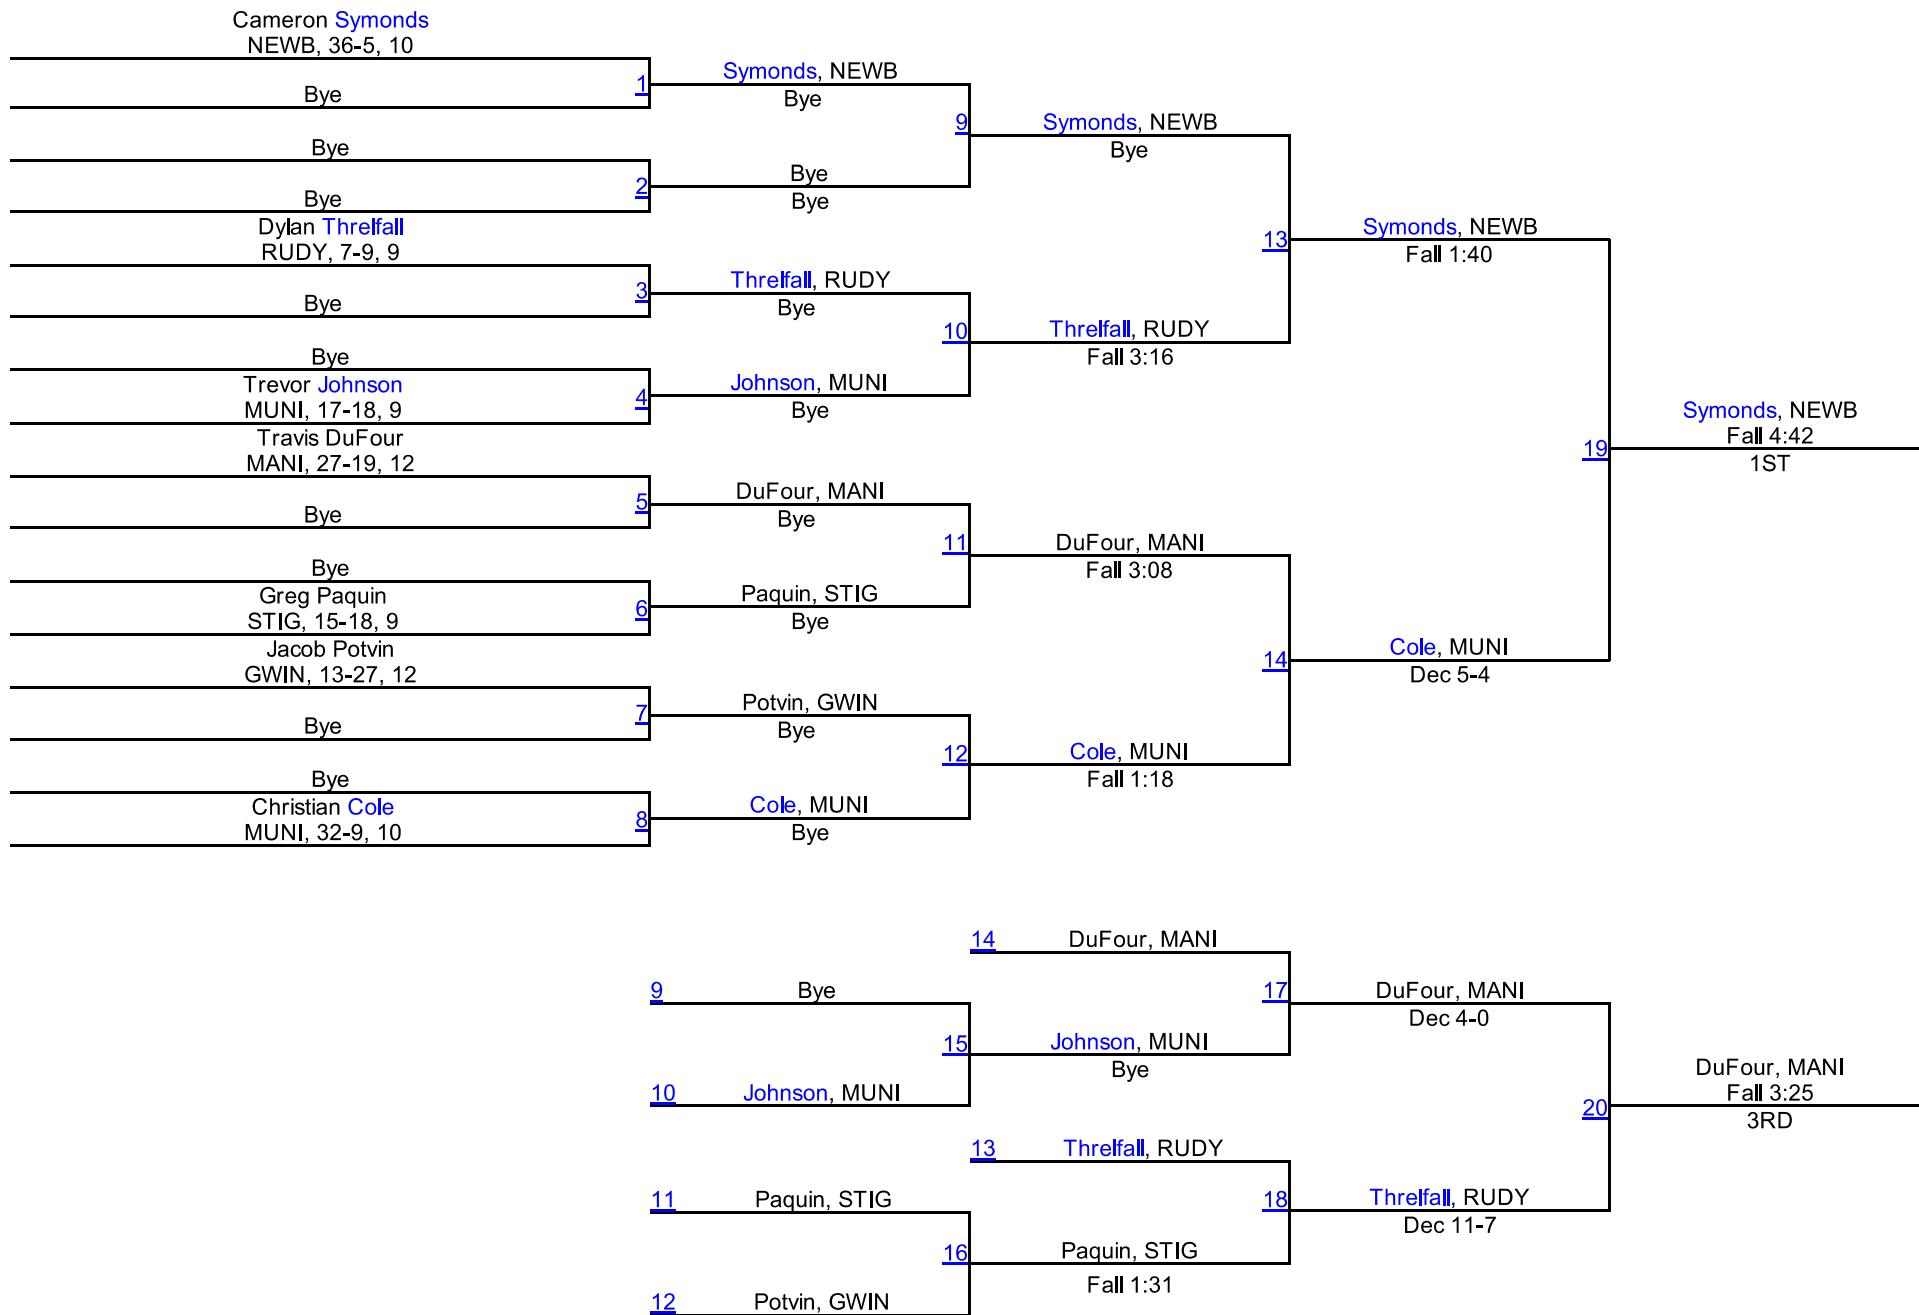 Cameron Symonds
NEWB, 36-5, 10
Bye
1
Bye
Bye
2
Dylan Threlfall
RUDY, 7-9, 9
Bye
3
Bye
Trevor Johnson
MUNI, 17-18, 9
4
Travis DuFour
MANI, 27-19, 12
Bye
5
Bye
Greg Paquin
STIG, 15-18, 9
6
Jacob Potvin
GWIN, 13-27, 12
Bye
7
Bye
Christian Cole
MUNI, 32-9, 10
8
Symonds, NEWB
Bye
9
Bye
Bye
Threlfall, RUDY
Bye
10
Johnson, MUNI
Bye
DuFour, MANI
Bye
11
Paquin, STIG
Bye
Potvin, GWIN
Bye
12
Cole, MUNI
Bye
Symonds, NEWB
Bye
13
Threlfall, RUDY
Fall 3:16
DuFour, MANI
Fall 3:08
14
Cole, MUNI
Fall 1:18
Symonds, NEWB
Fall 1:40
19
Cole, MUNI
Dec 5-4
Symonds, NEWB
Fall 4:42
1ST
14
DuFour, MANI
9
Bye
15
10
Johnson, MUNI
Johnson, MUNI
Bye
17
DuFour, MANI
Dec 4-0
13
Threlfall, RUDY
11
Paquin, STIG
16
12
Potvin, GWIN
Paquin, STIG
Fall 1:31
18
Threlfall, RUDY
Dec 11-7
20
DuFour, MANI
Fall 3:25
3RD